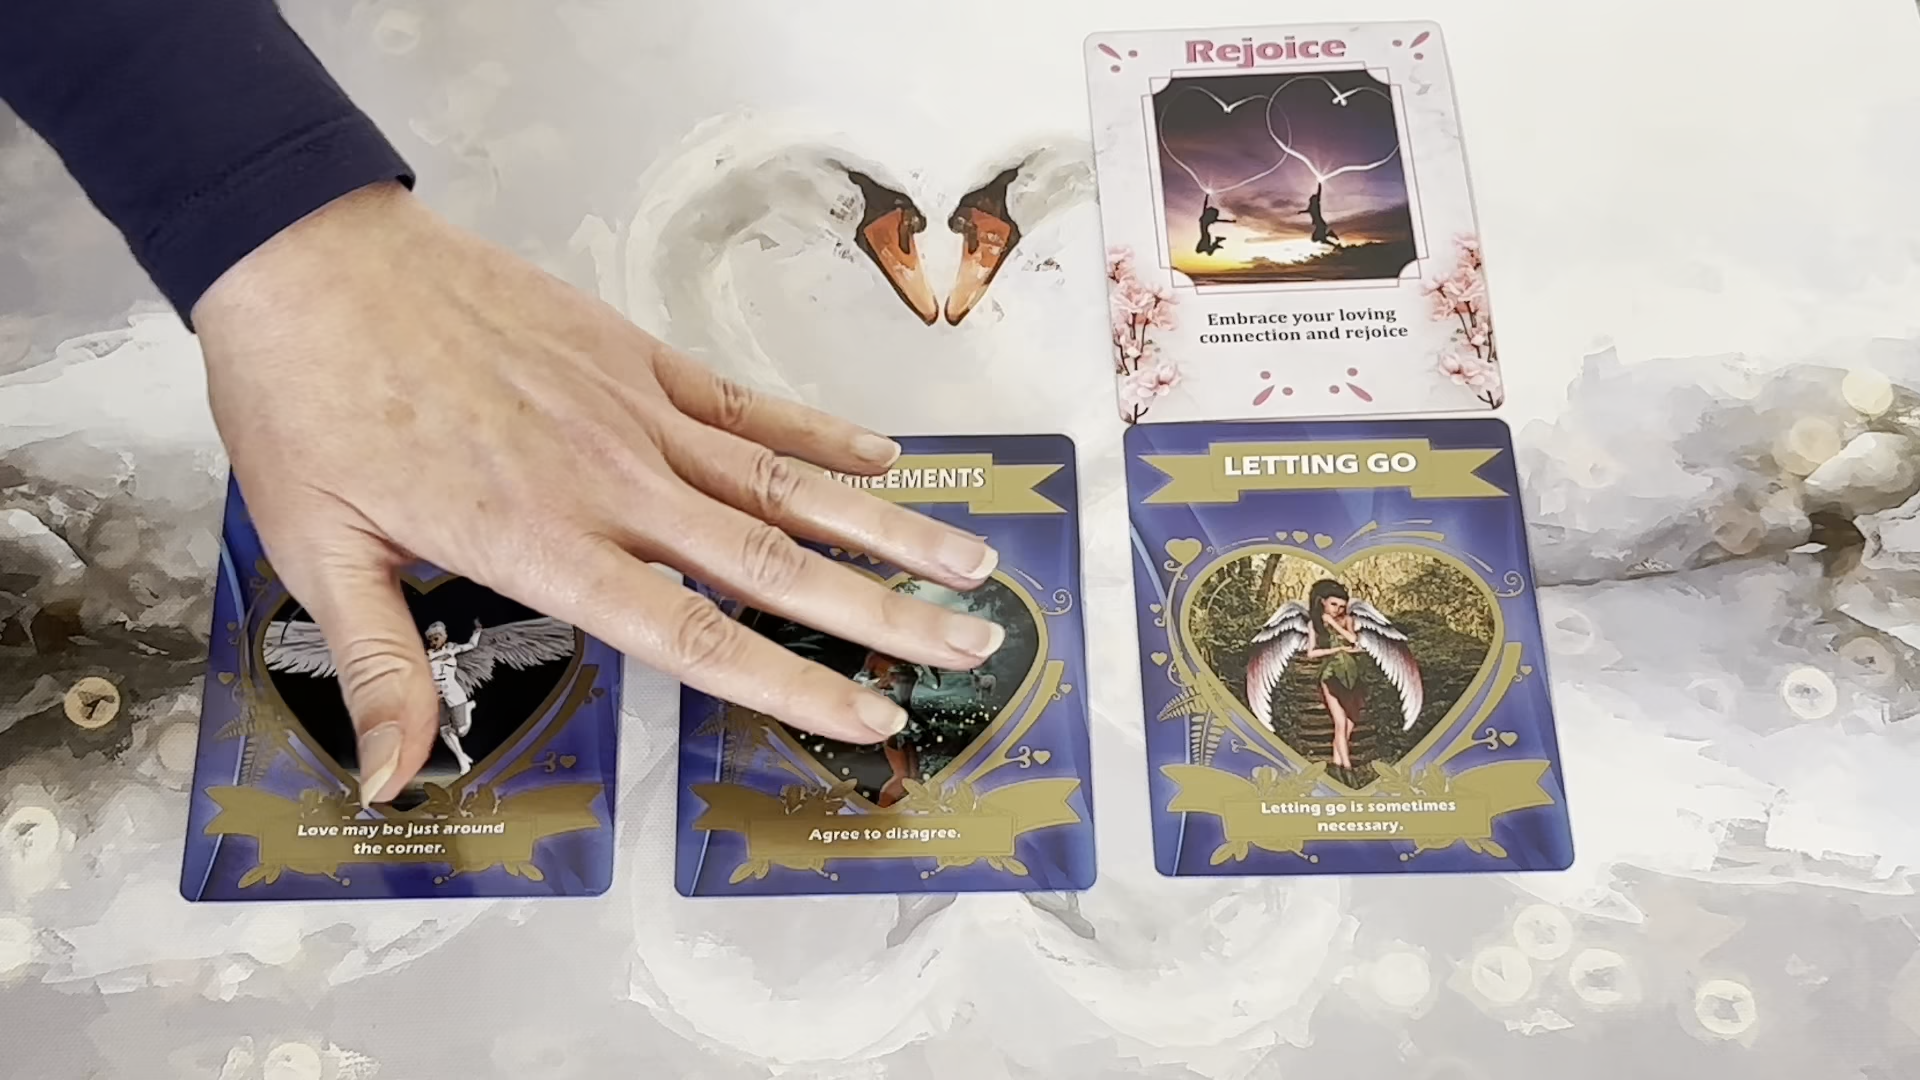 Rejoice
Embrace your loving
connection and rejoice
LETTING GO
Love may be just around
the corner.
Agree to disagree.
Letting go is sometimes
necessary.